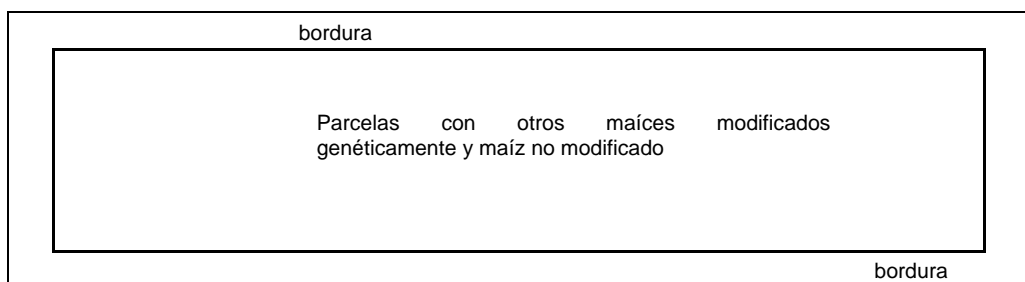 bordura
Parcelas con otros maíces modificados
genéticamente y maíz no modificado
bordura